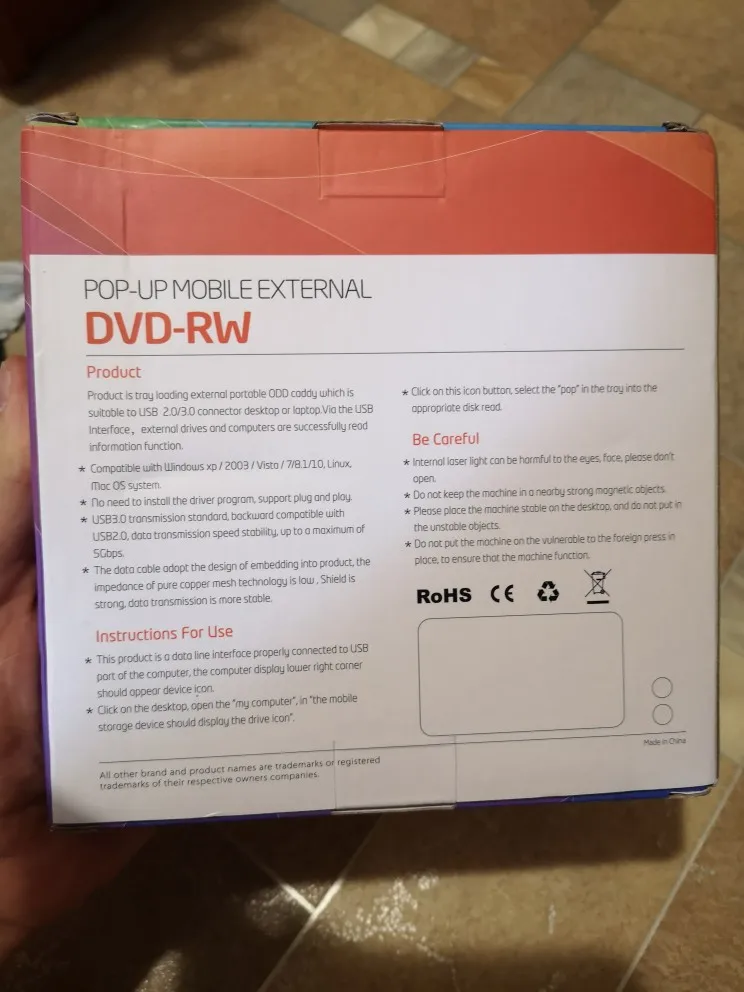 POP-UP MOBILE EXTERNAL
DVD-RW
Product
Product is tray loading external portable ODD caddy which is
suitable to USB 2.0/3.0 connector desktop or laptop.Via the USB
Interface, external drives and computers are successfully read
information function.
* Compatible with Windows xp / 2003 / Vista / 7/8.1/10, Linux,
Mac OS system.
* No need to install the driver program, support plug and play.
* USB3.0 transmission standard, backward compatible with
USB2.0, data transmission speed stability, up to a maximum of
5Gbps.
* The data cable adopt the design of embedding into product, the
impedance of pure copper mesh technology is low , Shield is
strong, data transmission is more stable.
Instructions For Use
* This product is a data line interface properly connected to USB
port of the computer, the computer display lower right corner
should appear device icon.
* Click on the desktop, open the "my computer", in "the mobile
storage device should display the drive icon".
* Click on this icon button, select the "pop" in the tray into the
appropriate disk read.
Be Careful
* Internal laser light can be harmful to the eyes, face, please don't
open.
* Do not keep the machine in a nearby strong magnetic objects.
* Please place the machine stable on the desktop, and do not put in
the unstable objects.
* Do not put the machine on the vulnerable to the foreign press in
place, to ensure that the machine function.
RoHS CE
Made in China
All other brand and product names are trademarks or registered
trademarks of their respective owners companies.